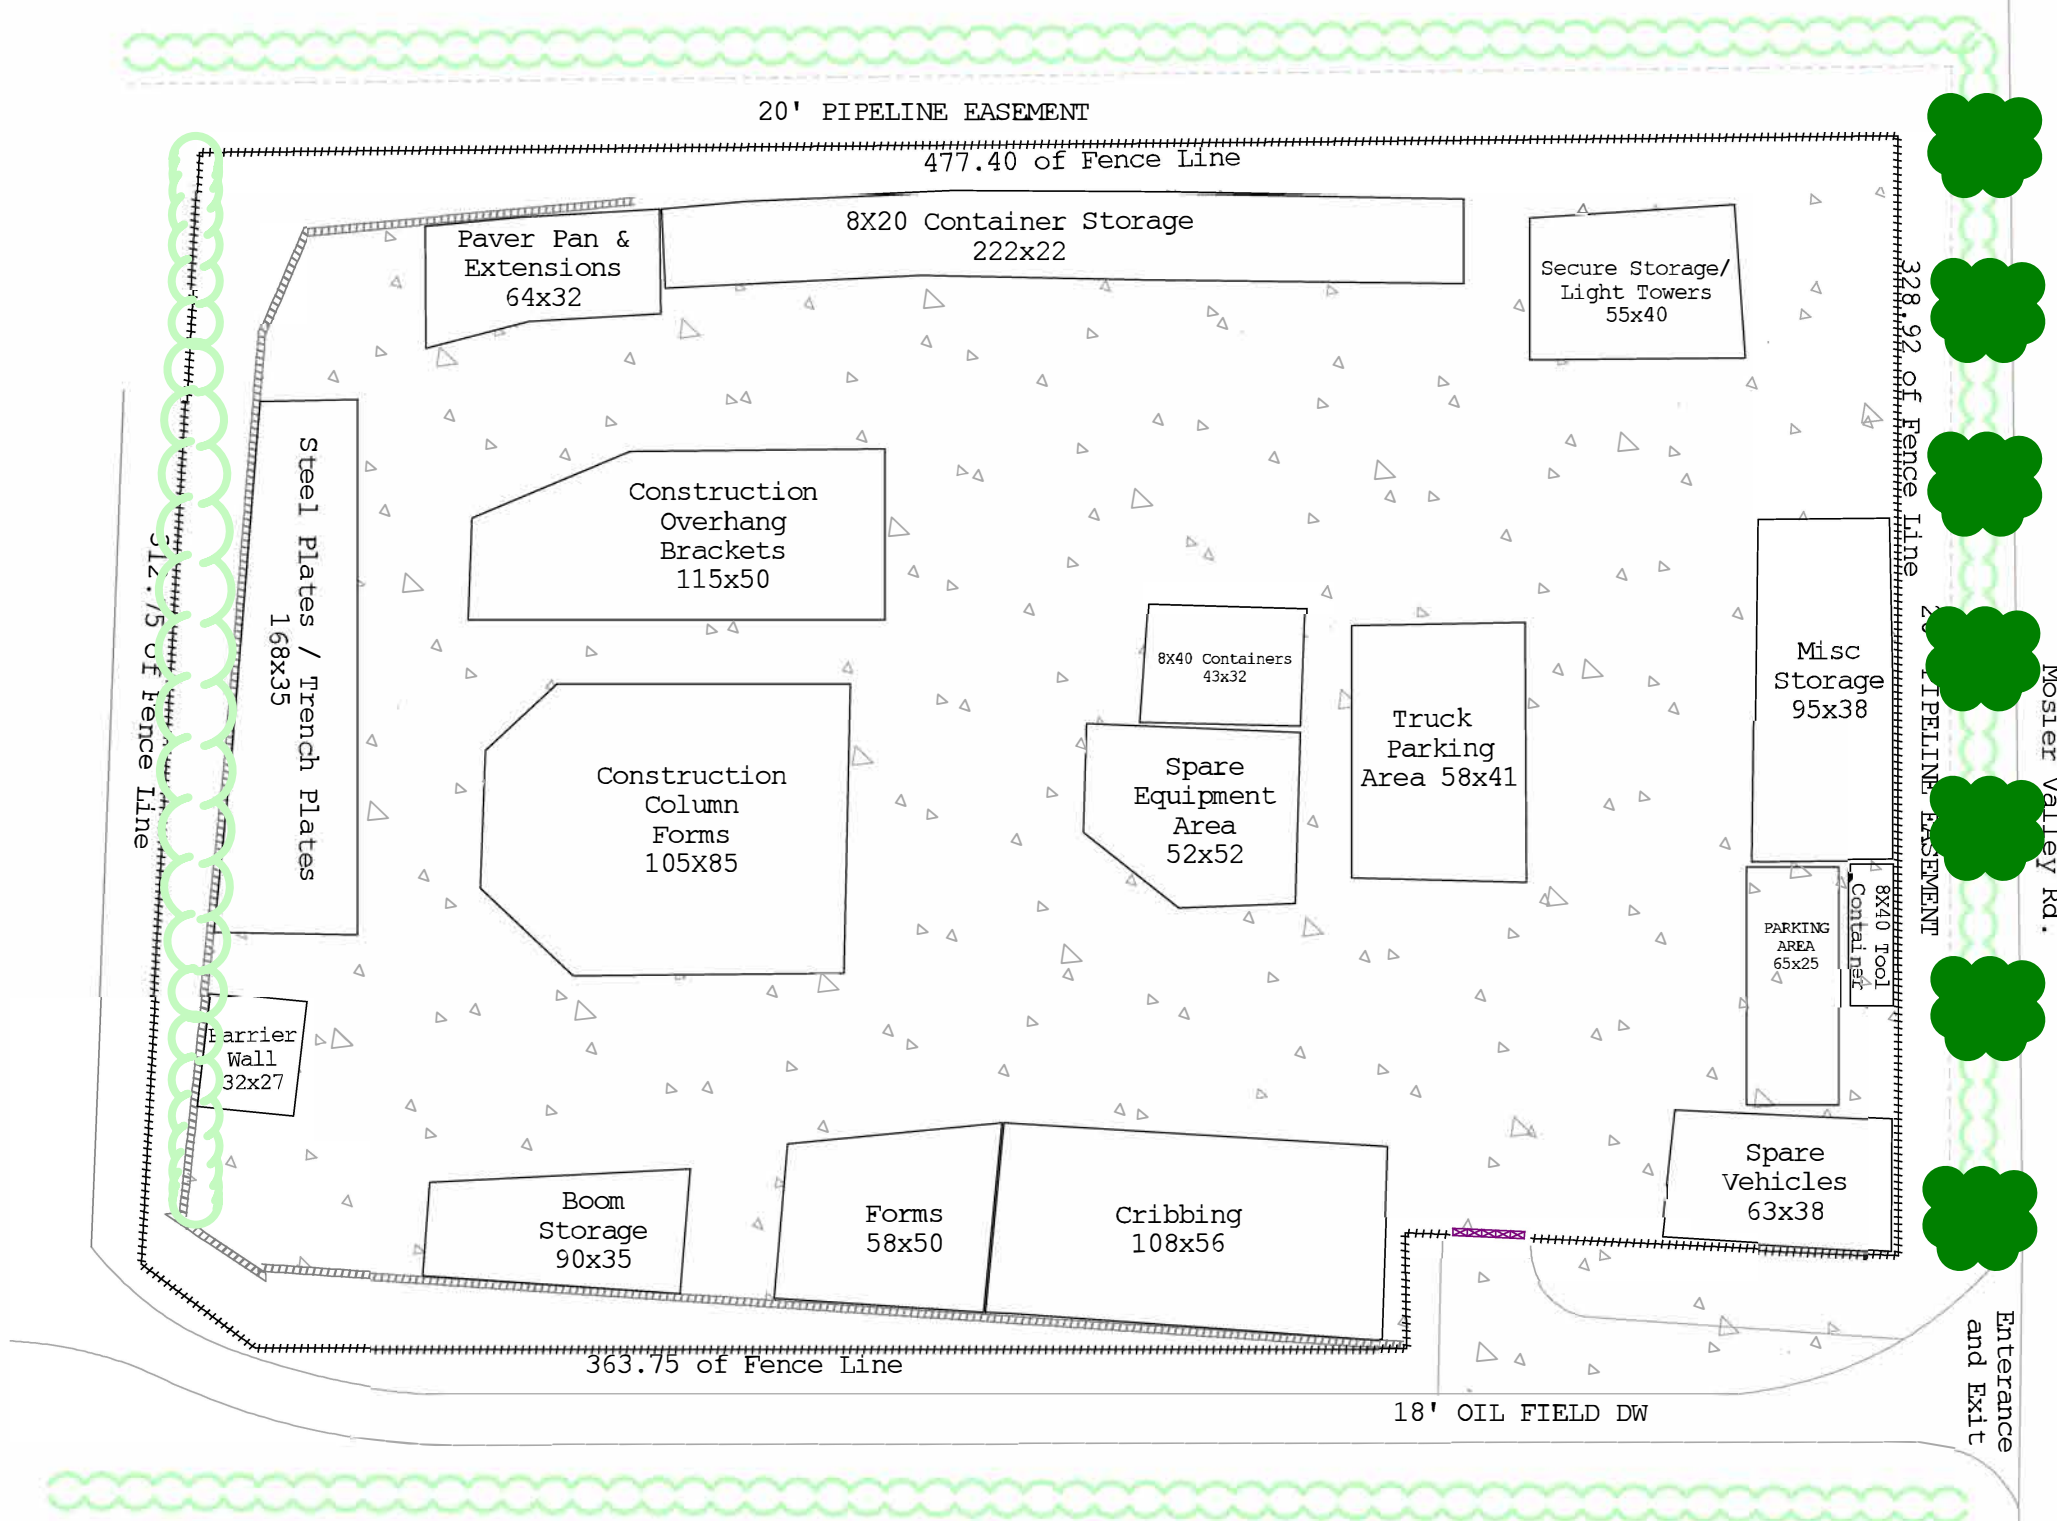 20' PIPELINE EASEMENT
477.40 of Fence Line
Paver Pan &
Extensions
64x32
8X20 Container Storage
222x22
Secure Storage/
Light Towers
55x40
328.92 of Fence Line
Steel Plates / Trench Plates
168x35
of Fence Line
Construction
Overhang
Brackets
115x50
8X40 Containers
43x32
Truck
Parking
Area 58x41
Misc
Storage
95x38
PIPELINE EASEMENT
Mosier Valley Rd.
Construction
Column
Forms
105X85
Spare
Equipment
Area
52x52
PARKING
AREA
65x25
8X40 Tool
Container
Barrier
Wall
32x27
Boom
Storage
90x35
Forms
58x50
Cribbing
108x56
Spare
Vehicles
63x38
363.75 of Fence Line
18' OIL FIELD DW
Enterance
and Exit